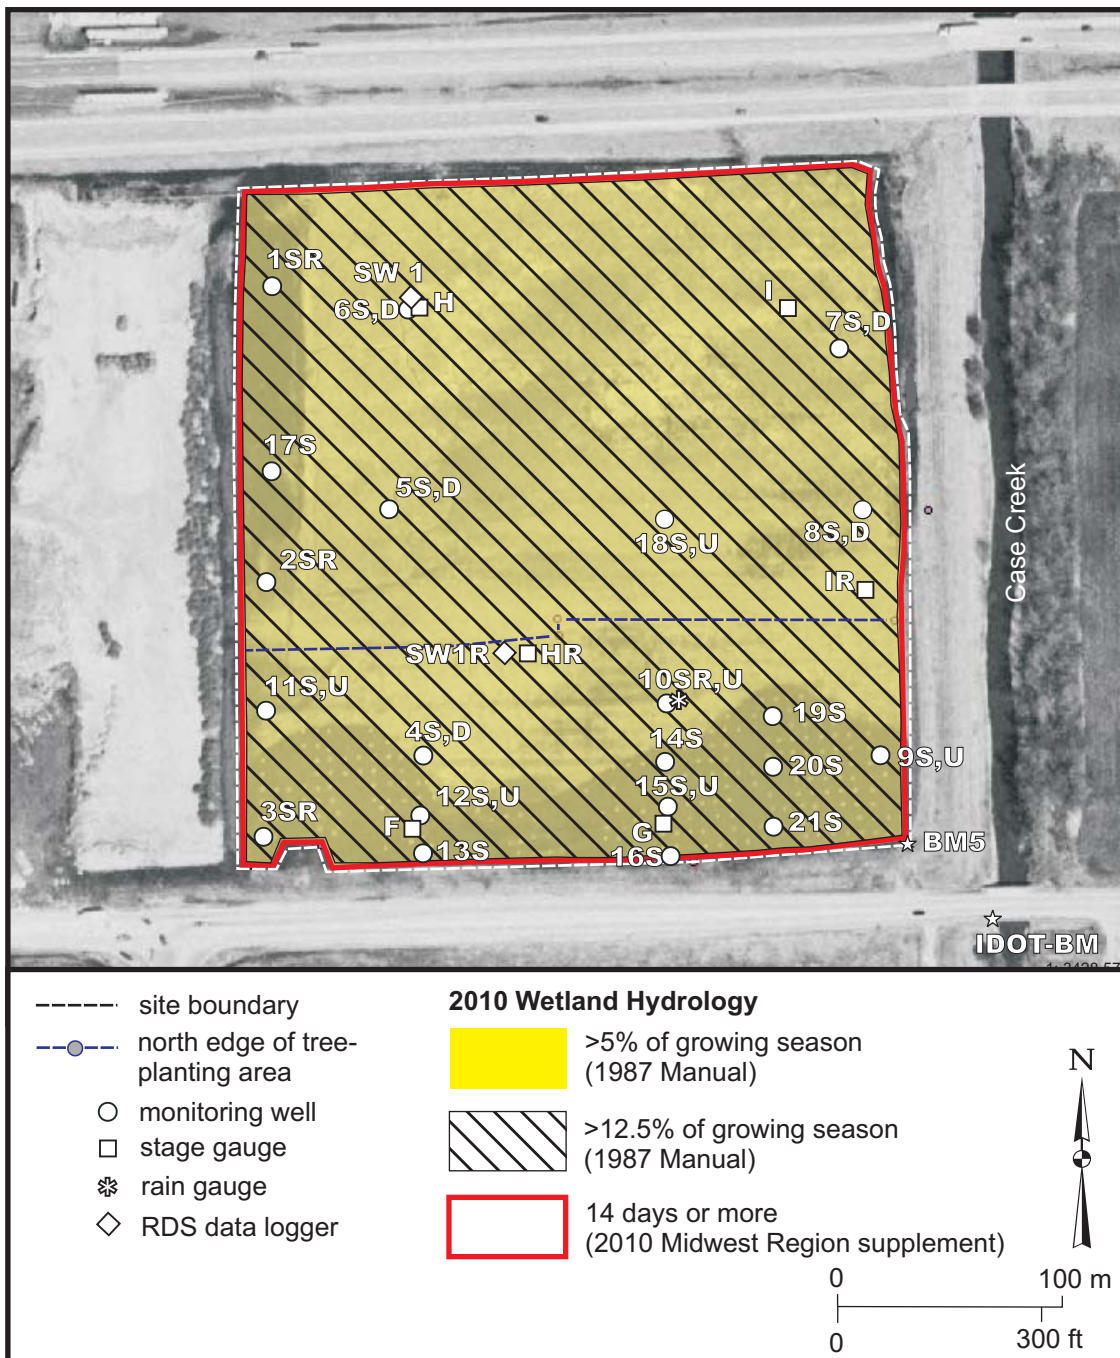 1SR
SW 1
6S,D
H
I
7S,D
17S
5S,D
18S,U
8S,D
Case Creek
2SR
IR
SW1R
HR
11S,U
10SR,U
19S
4S,D
14S
20S
9S,U
12S,U
15S,U
3SR
F
G
21S
13S
16S
BM5
IDOT-BM
site boundary
north edge of tree-
planting area
monitoring well
stage gauge
rain gauge
RDS data logger
2010 Wetland Hydrology
>5% of growing season
(1987 Manual)
>12.5% of growing season
(1987 Manual)
14 days or more
(2010 Midwest Region supplement)
N
0 100 m
0 300 ft